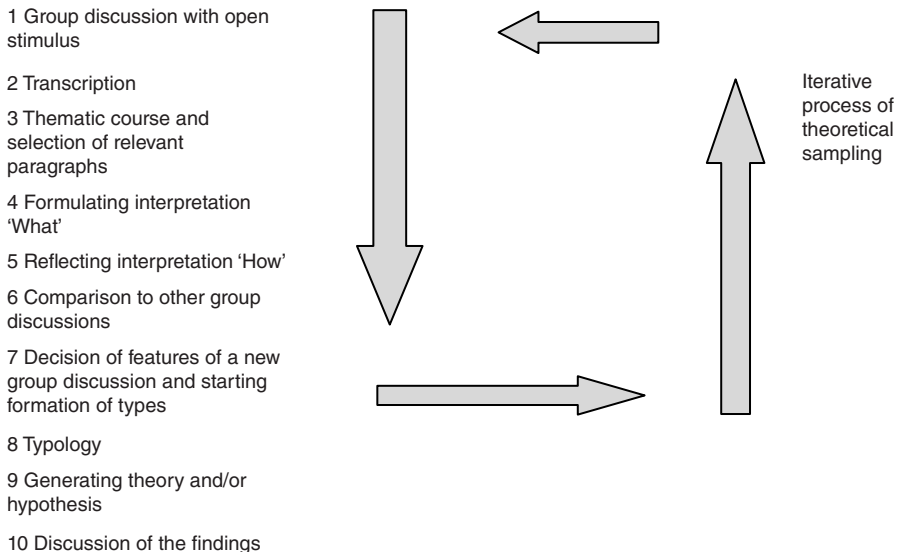 1 Group discussion with open
stimulus
2 Transcription
3 Thematic course and
selection of relevant
paragraphs
4 Formulating interpretation
‘What’
5 Reflecting interpretation ‘How’
6 Comparison to other group
discussions
7 Decision of features of a new
group discussion and starting
formation of types
8 Typology
9 Generating theory and/or
hypothesis
10 Discussion of the findings
Iterative
process of
theoretical
sampling